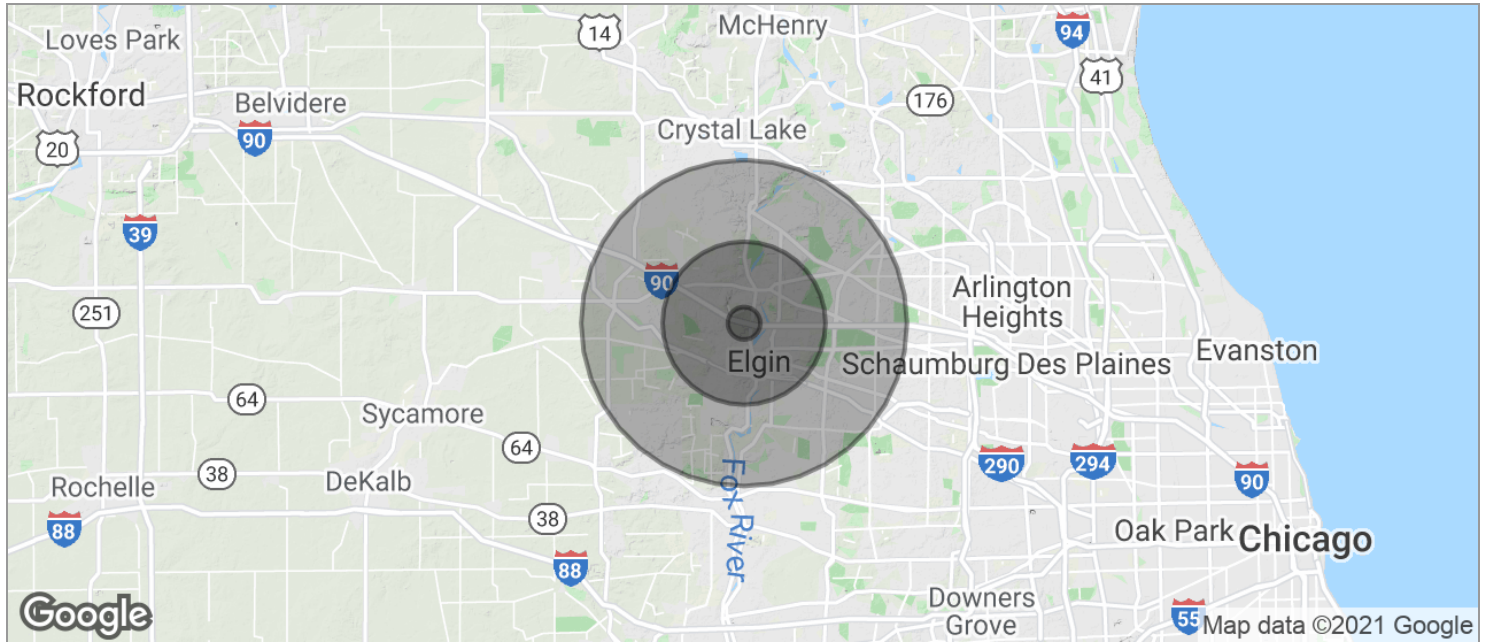 McHenry
14
94
Loves Park
41
Rockford
Belvidere
176
90
20
Crystal Lake
39
90
Arlington
Heights
251
Elgin
Schaumburg
Des Plaines
Evanston
64
Sycamore
64
290
294
38
DeKalb
90
Rochelle
Fox River
38
88
Oak Park
Chicago
88
Downers
Grove
Google
55
Map data ©2021 Google